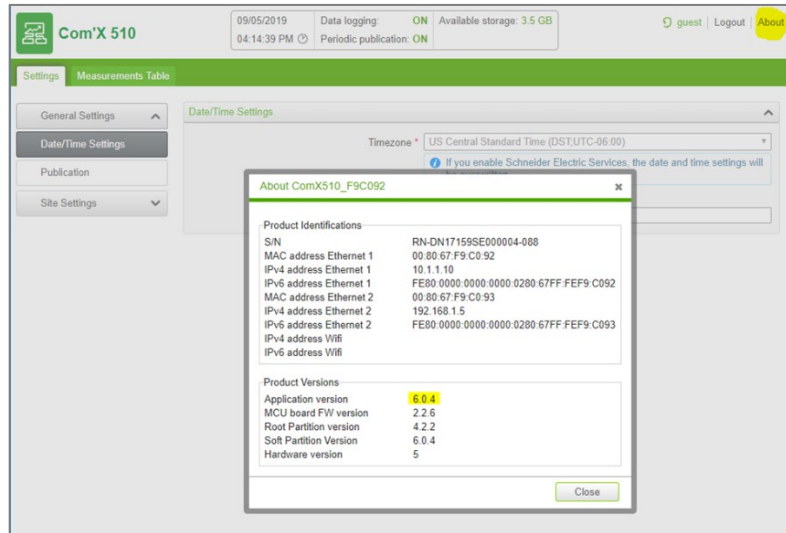 Com'X 510
09/05/2019
04:14:39 PM
Data logging: ON
Periodic publication: ON
Available storage: 3.5 GB
guest | Logout | About
Settings
Measurements Table
General Settings
Date/Time Settings
Publication
Site Settings
Date/Time Settings
Timezone * US Central Standard Time (DST;UTC-06:00)
If you enable Schneider Electric Services, the date and time settings will
About ComX510_F9C092
Product Identifications
S/N RN-DN17159SE000004-088
MAC address Ethernet 1 00:80:67:F9:C0:92
IPv4 address Ethernet 1 10.1.1.10
IPv6 address Ethernet 1 FE80:0000:0000:0000:0280:67FF:FEF9:C092
MAC address Ethernet 2 00:80:67:F9:C0:93
IPv4 address Ethernet 2 192.168.1.5
IPv6 address Ethernet 2 FE80:0000:0000:0000:0280:67FF:FEF9:C093
IPv4 address Wifi
IPv6 address Wifi
Product Versions
Application version 6.0.4
MCU board FW version 2.2.6
Root Partition version 4.2.2
Soft Partition Version 6.0.4
Hardware version 5
Close